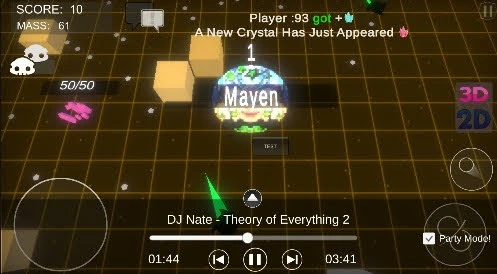 SCORE: 10
MASS: 61
Player :93 got +
A New Crystal Has Just Appeared
1
50/50
Mayen
TEST
3D
2D
DJ Nate - Theory of Everything 2
01:44
03:41
Party Mode!